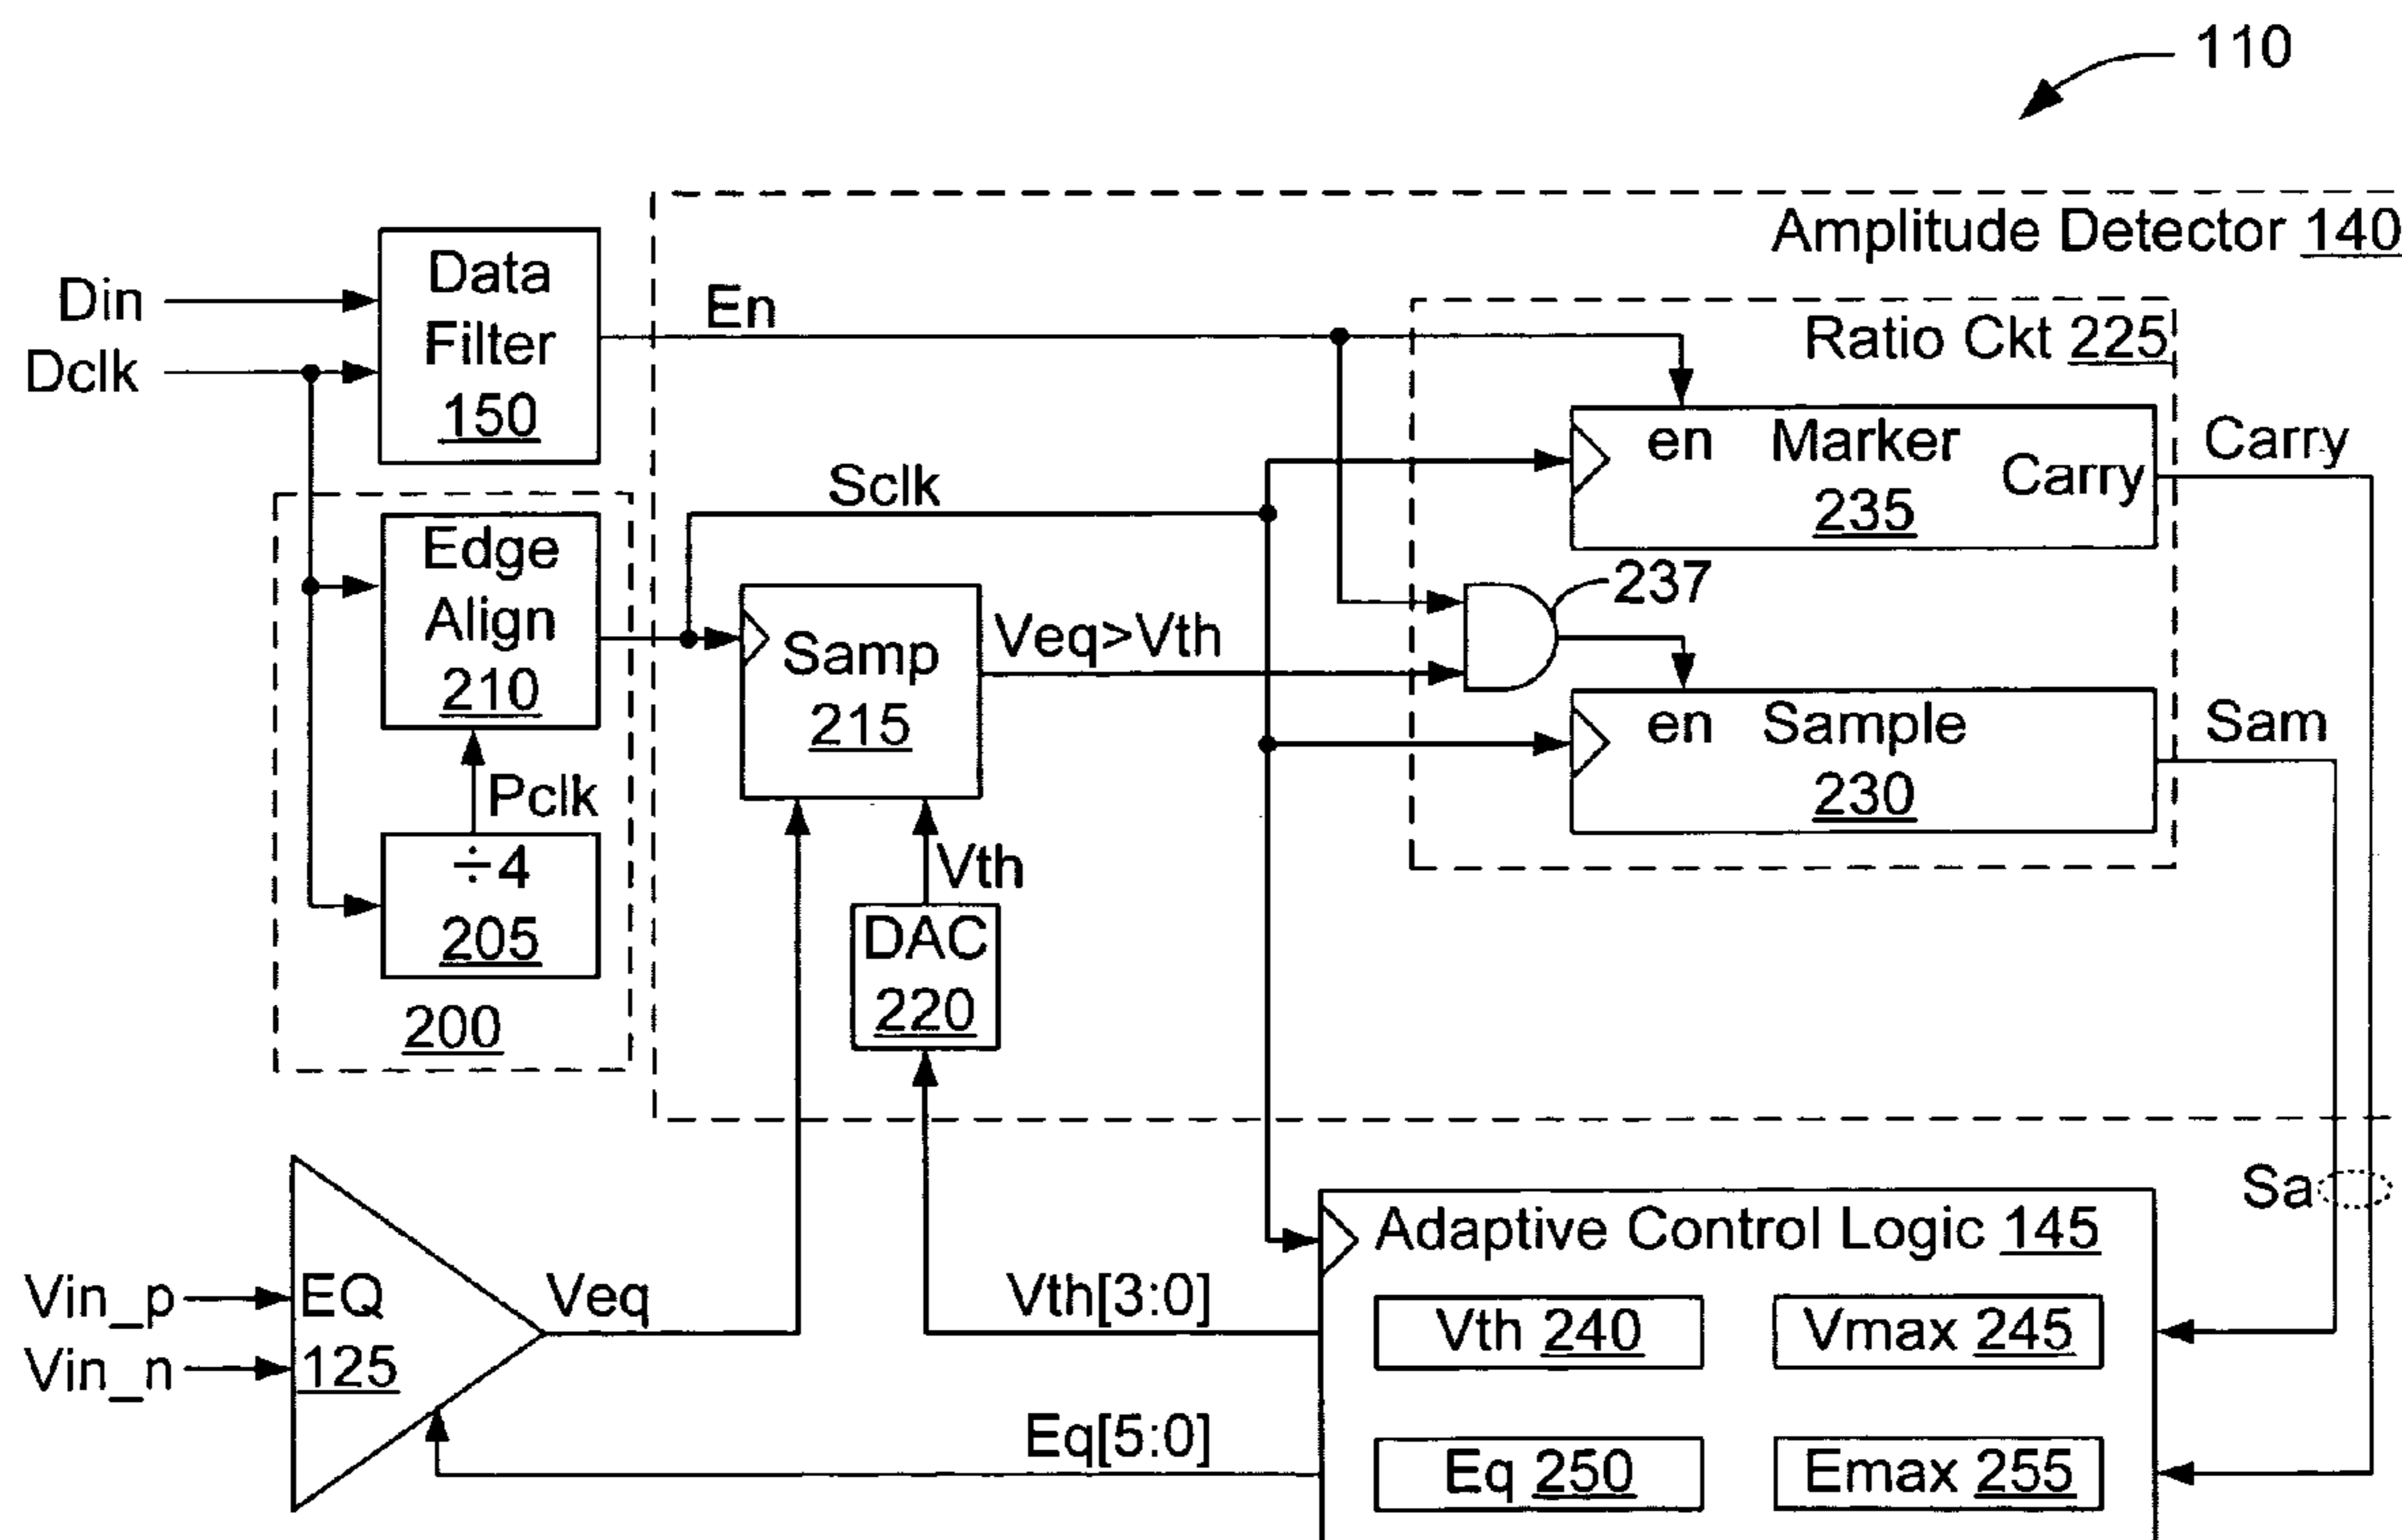 110
Amplitude Detector 140
Din
Dclk
Data
Filter
150
En
Ratio Ckt 225
en Marker
Carry
235
Carry
Sclk
Edge
Align
210
Samp
215
Veq>Vth
237
en Sample
230
Sam
Pclk
÷4
205
200
Vth
DAC
220
Sa
Vin_p
Vin_n
EQ
125
Veq
Vth[3:0]
Eq[5:0]
Adaptive Control Logic 145
Vth 240
Vmax 245
Eq 250
Emax 255